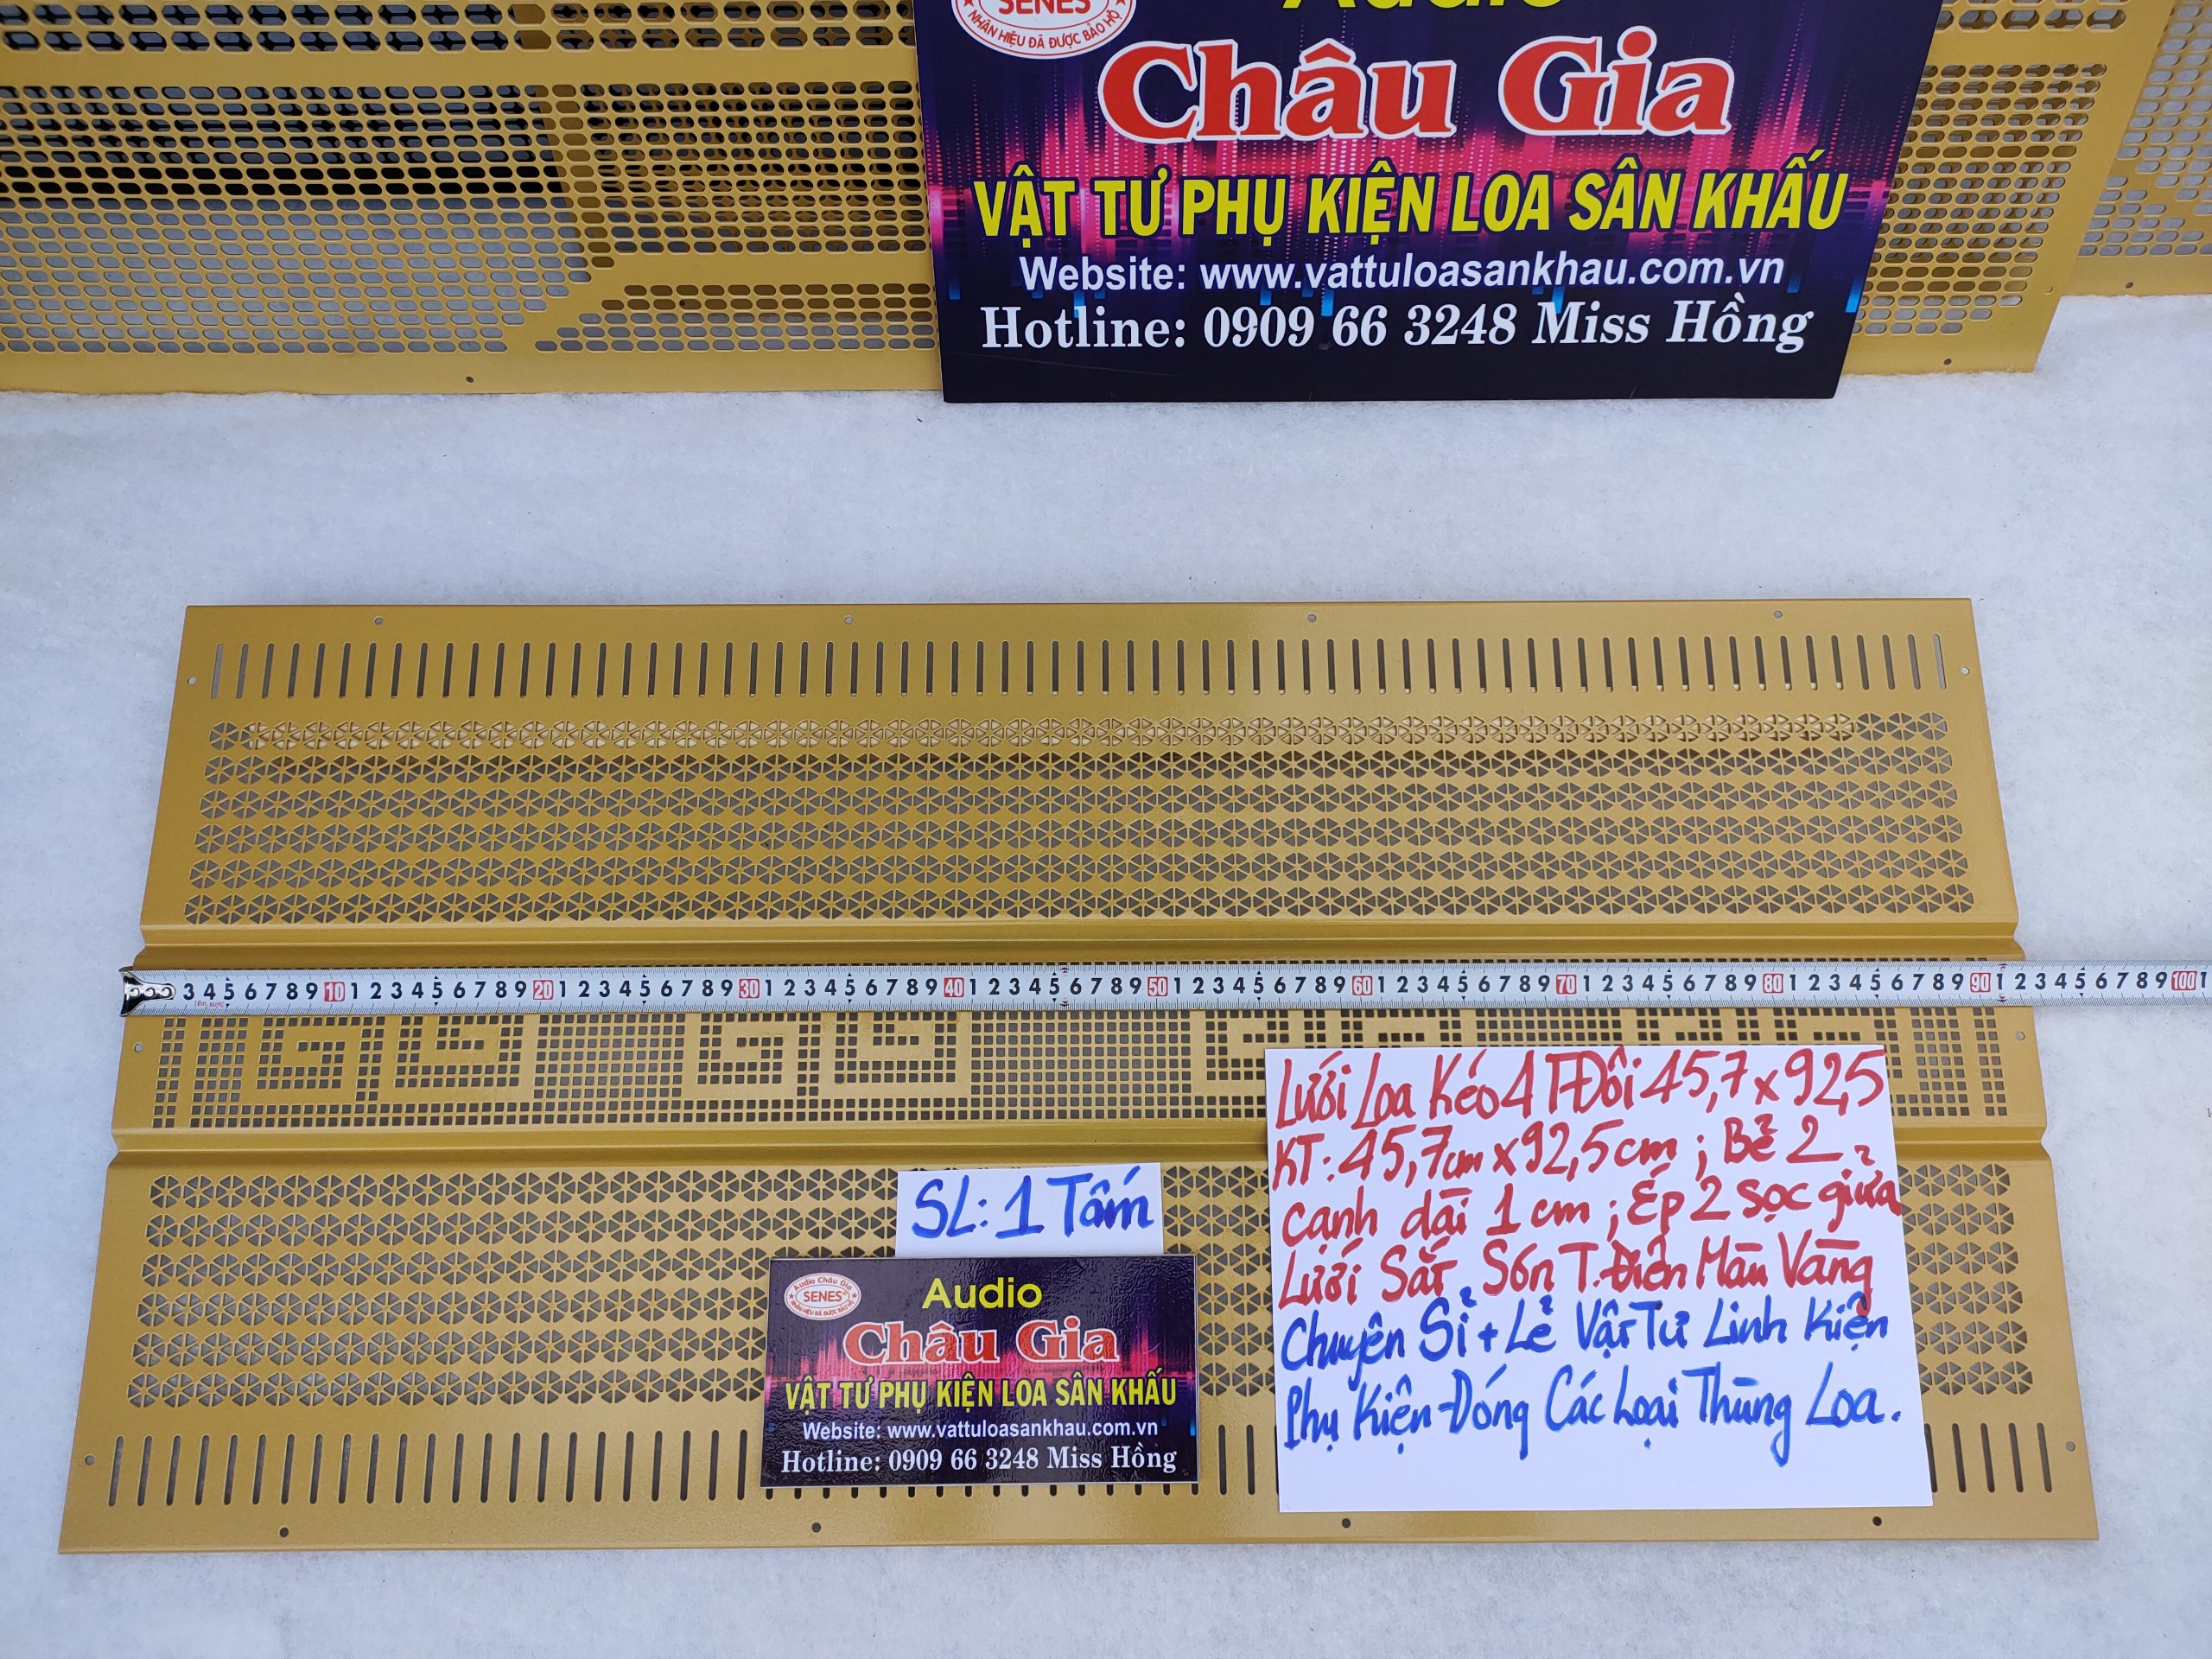 SENES
NHÃN HIỆU ĐÃ ĐƯỢC BẢO HỘ
Audio
Châu Gia
VẬT TƯ PHỤ KIỆN LOA SÂN KHẤU
Website: www.vattuloasankhau.com.vn
Hotline: 0909 66 3248 Miss Hồng
3 4 5 6 7 8 9 10 1 2 3 4 5 6 7 8 9 20 1 2 3 4 5 6 7 8 9 30 1 2 3 4 5 6 7 8 9 40 1 2 3 4 5 6 7 8 9 50 1 2 3 4 5 6 7 8 9 60 1 2 3 4 5 6 7 8 9 70 1 2 3 4 5 6 7 8 9 80 1 2 3 4 5 6 7 8 9 90 1 2 3 4 5 6 7 8 9 100 1
Lưới Loa Kéo 4 T Đôi 45,7 x 92,5
KT: 45,7cm x 92,5cm ; Bẻ 2
cạnh dài 1 cm ; Ép 2 sọc giữa
Lưới Sắt Sơn T. Điện Màu Vàng
Chuyên Sỉ + Lẻ Vật Tư Linh Kiện
Phụ Kiện - Đóng Các Loại Thùng Loa.
SL: 1 Tấm
Audio Châu Gia
SENES®
NHÃN HIỆU ĐÃ ĐƯỢC BẢO HỘ
Audio
Châu Gia
VẬT TƯ PHỤ KIỆN LOA SÂN KHẤU
Website: www.vattuloasankhau.com.vn
Hotline: 0909 66 3248 Miss Hồng